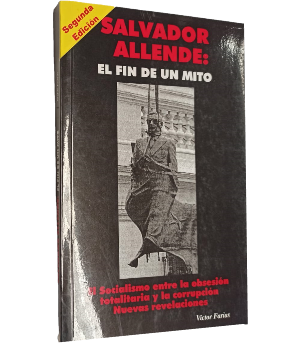 Segunda
Edición
SALVADOR
ALLENDE:
EL FIN DE UN MITO
El Socialismo entre la obsesión
totalitaria y la corrupción
Nuevas revelaciones
Víctor Farías